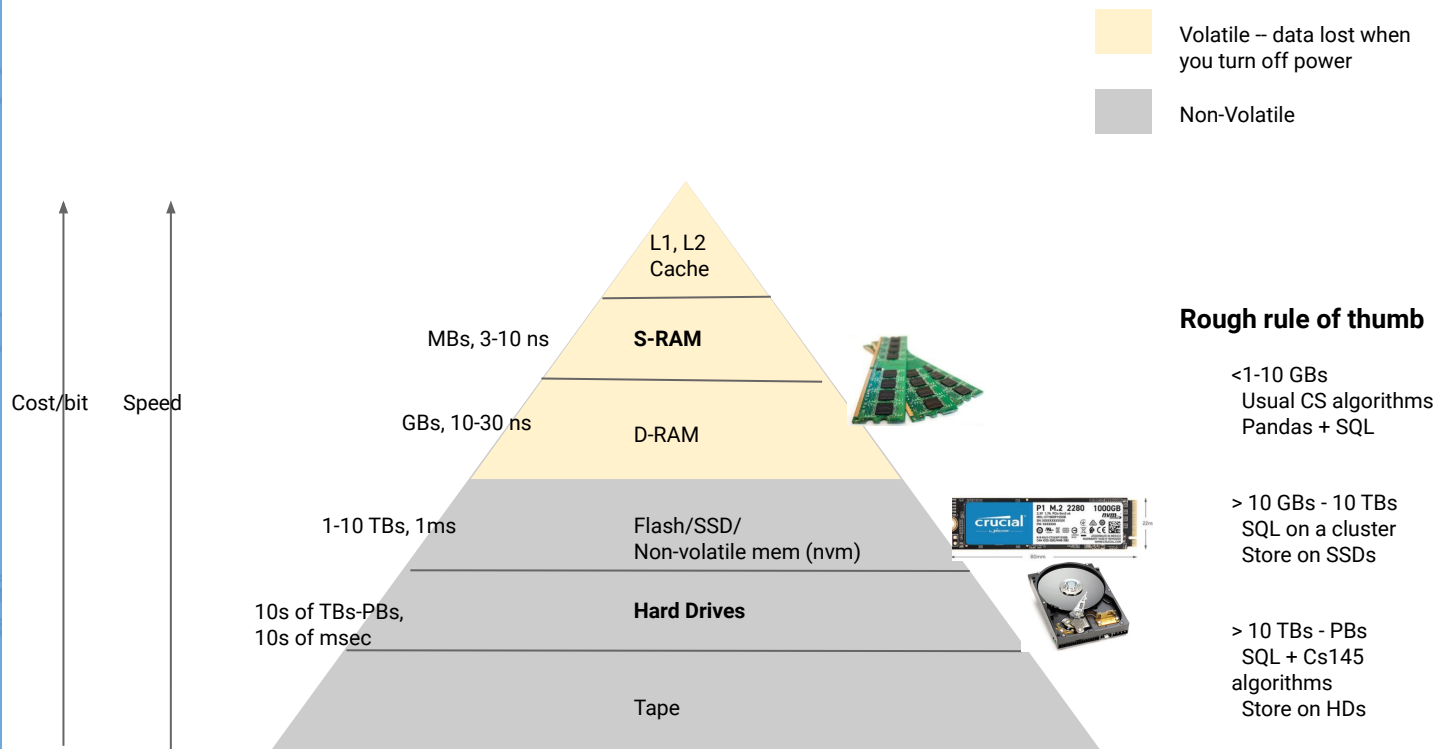 Volatile -- data lost when
you turn off power
Non-Volatile
Cost/bit
Speed
L1, L2
Cache
MBs, 3-10 ns
S-RAM
GBs, 10-30 ns
D-RAM
1-10 TBs, 1ms
Flash/SSD/
Non-volatile mem (nvm)
10s of TBs-PBs,
10s of msec
Hard Drives
Tape
crucial
P1 M.2 2280 1000GB
80mm
Rough rule of thumb
<1-10 GBs
Usual CS algorithms
Pandas + SQL
> 10 GBs - 10 TBs
SQL on a cluster
Store on SSDs
> 10 TBs - PBs
SQL + Cs145
algorithms
Store on HDs